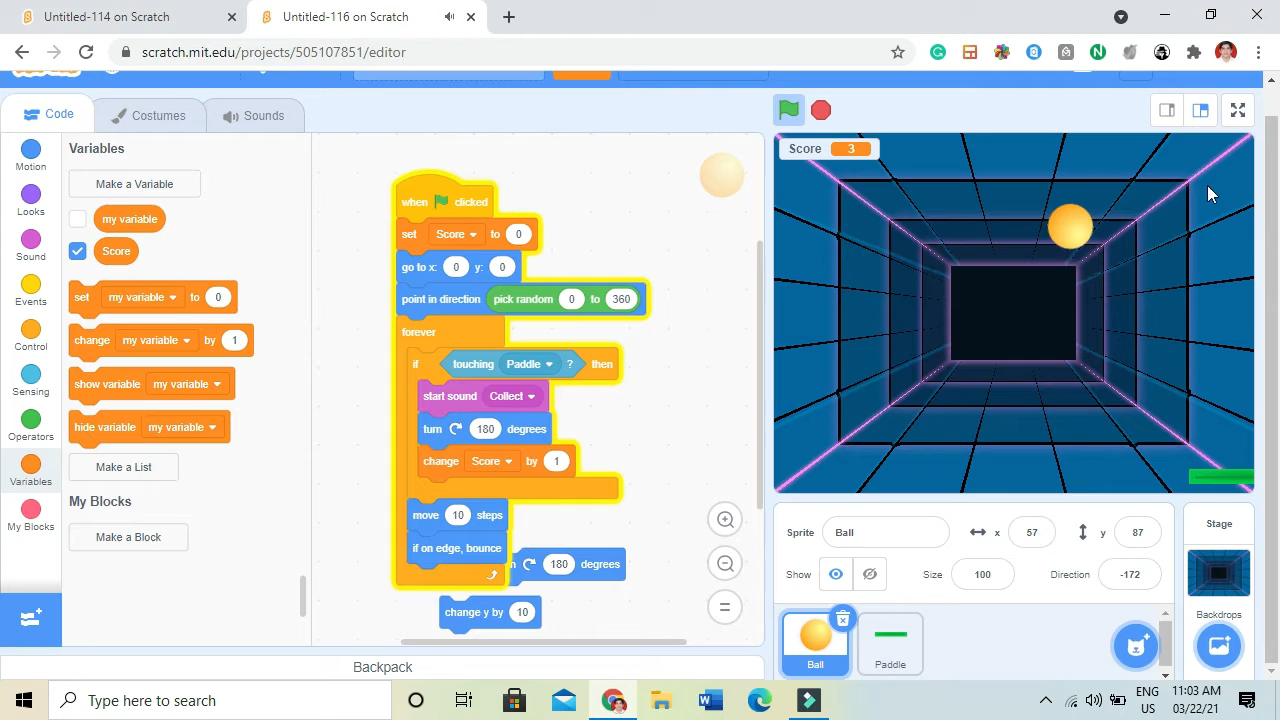 Untitled-114 on Scratch
Untitled-116 on Scratch
scratch.mit.edu/projects/505107851/editor
Code
Costumes
Sounds
Motion
Looks
Sound
Events
Control
Sensing
Operators
Variables
My Blocks
Variables
Make a Variable
my variable
Score
set my variable to 0
change my variable by 1
show variable my variable
hide variable my variable
Make a List
My Blocks
Make a Block
when clicked
set Score to 0
go to x: 0 y: 0
point in direction pick random 0 to 360
forever
if touching Paddle ? then
start sound Collect
turn 180 degrees
change Score by 1
move 10 steps
if on edge, bounce
180 degrees
change y by 10
Backpack
Score 3
Sprite Ball x 57 y 87
Show Size 100 Direction -172
Ball
Paddle
Stage
Backdrops
Type here to search
ENG
US
11:03 AM
03/22/21